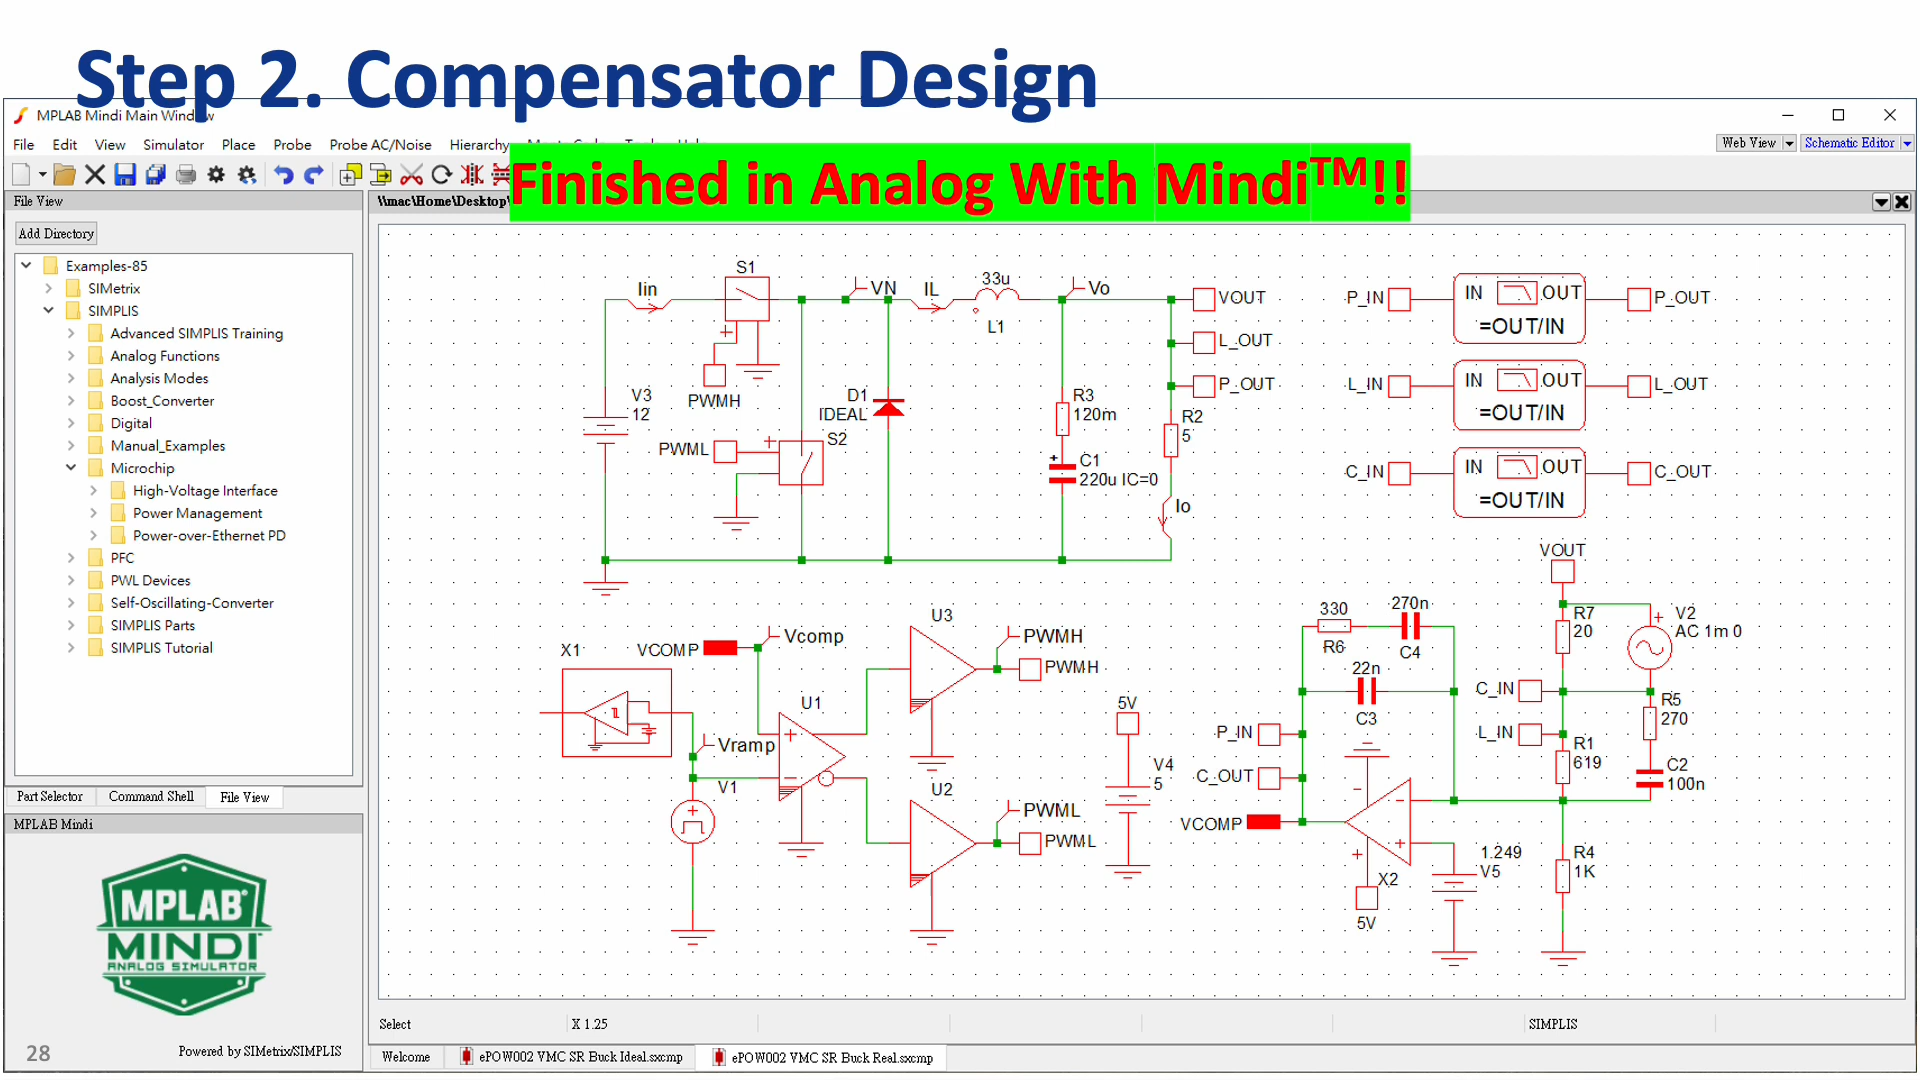 Step 2. Compensator Design
MPLAB Mindi Main Window
File Edit View Simulator Place Probe Probe AC/Noise Hierarchy
Web View Schematic Editor
Finished in Analog With Mindi™!!
File View
\\mac\Home\Desktop\
Add Directory
Examples-85
SIMetrix
SIMPLIS
Advanced SIMPLIS Training
Analog Functions
Analysis Modes
Boost_Converter
Digital
Manual_Examples
Microchip
High-Voltage Interface
Power Management
Power-over-Ethernet PD
PFC
PWL Devices
Self-Oscillating-Converter
SIMPLIS Parts
SIMPLIS Tutorial
Part Selector Command Shell File View
MPLAB Mindi
MPLAB
MINDI
ANALOG SIMULATOR
28
Powered by SIMetrix/SIMPLIS
S1
Iin
VN
IL
33u
L1
Vo
VOUT
L_OUT
P_OUT
PWMH
V3
12
D1
IDEAL
PWML
S2
R3
120m
C1
220u IC=0
R2
5
Io
P_IN
IN OUT
=OUT/IN
P_OUT
L_IN
IN OUT
=OUT/IN
L_OUT
C_IN
IN OUT
=OUT/IN
C_OUT
X1
VCOMP
Vcomp
U1
Vramp
V1
U3
PWMH
PWMH
U2
PWML
PWML
5V
V4
5
330
R6
270n
C4
22n
C3
P_IN
C_OUT
VCOMP
X2
5V
1.249
V5
VOUT
R7
20
V2
AC 1m 0
C_IN
L_IN
R5
270
R1
619
C2
100n
R4
1K
Select X 1.25 SIMPLIS
Welcome ePOW002 VMC SR Buck Ideal.sxcmp ePOW002 VMC SR Buck Real.sxcmp